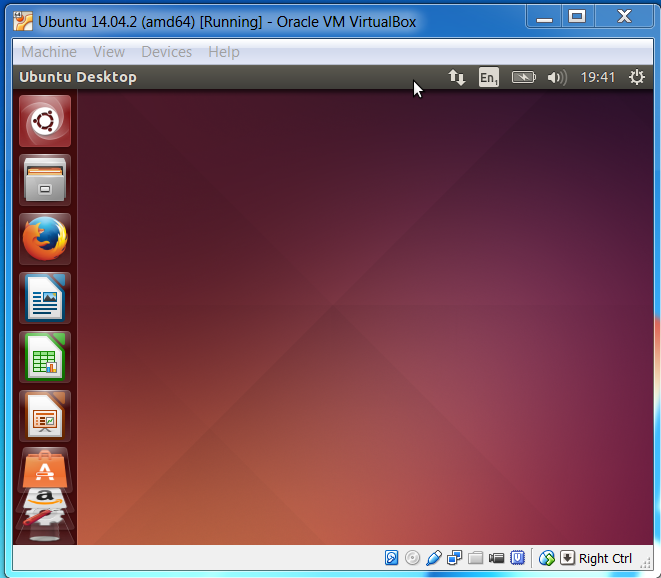 Ubuntu 14.04.2 (amd64) [Running] - Oracle VM VirtualBox
Machine View Devices Help
Ubuntu Desktop En1 19:41
a
Right Ctrl